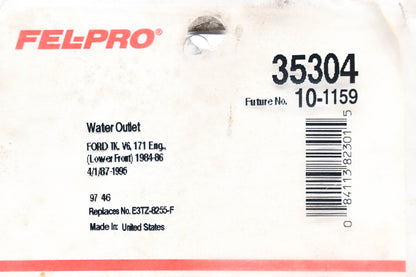 FEL-PRO®
35304
Future No. 10-1159
Water Outlet
FORD TK. V6, 171 Eng.,
(Lower Front) 1984-86
4/1/87-1995
97 46
Replaces No. E3TZ-8255-F
Made In: United States
0 84113 82301 5